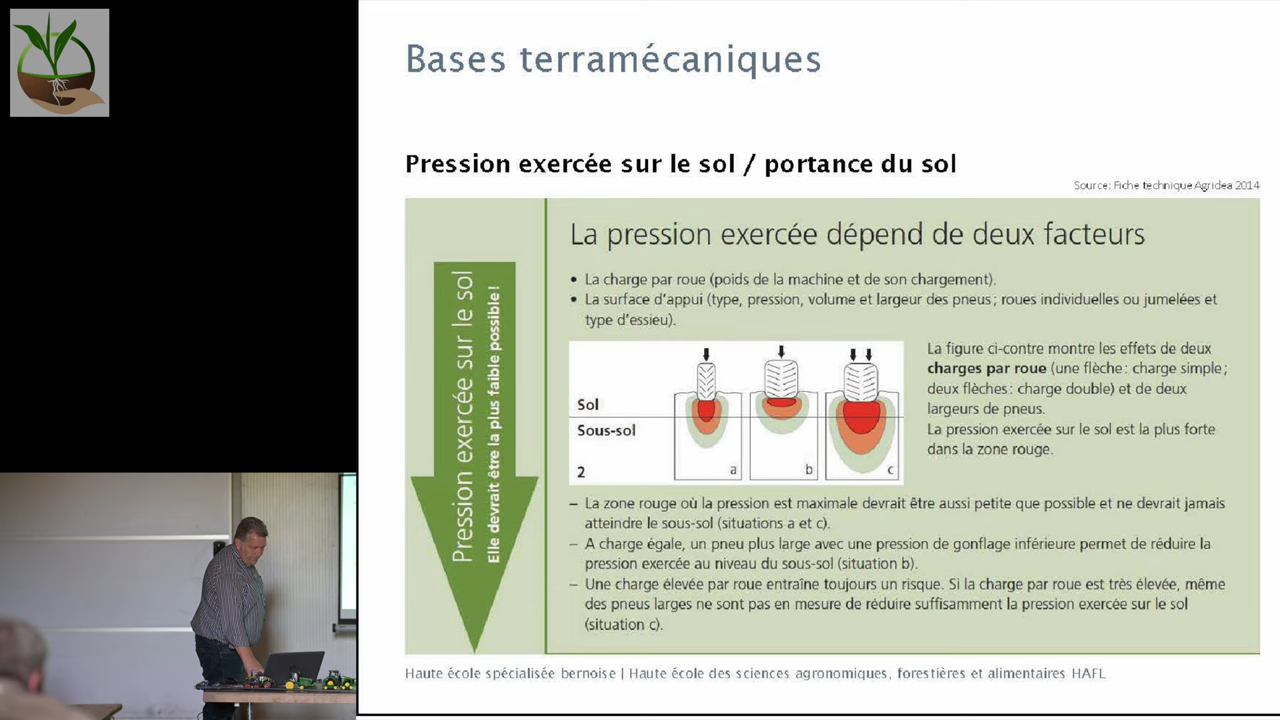 Bases terramécaniques
Pression exercée sur le sol / portance du sol
Source: Fiche technique Agridea 2014
Pression exercée sur le sol
Elle devrait être la plus faible possible!
La pression exercée dépend de deux facteurs
• La charge par roue (poids de la machine et de son chargement).
• La surface d'appui (type, pression, volume et largeur des pneus; roues individuelles ou jumelées et
type d'essieu).
Sol
Sous-sol
2
a
b
c
La figure ci-contre montre les effets de deux
charges par roue (une flèche: charge simple;
deux flèches: charge double) et de deux
largeurs de pneus.
La pression exercée sur le sol est la plus forte
dans la zone rouge.
– La zone rouge où la pression est maximale devrait être aussi petite que possible et ne devrait jamais
atteindre le sous-sol (situations a et c).
– A charge égale, un pneu plus large avec une pression de gonflage inférieure permet de réduire la
pression exercée au niveau du sous-sol (situation b).
– Une charge élevée par roue entraîne toujours un risque. Si la charge par roue est très élevée, même
des pneus larges ne sont pas en mesure de réduire suffisamment la pression exercée sur le sol
(situation c).
Haute école spécialisée bernoise | Haute école des sciences agronomiques, forestières et alimentaires HAFL